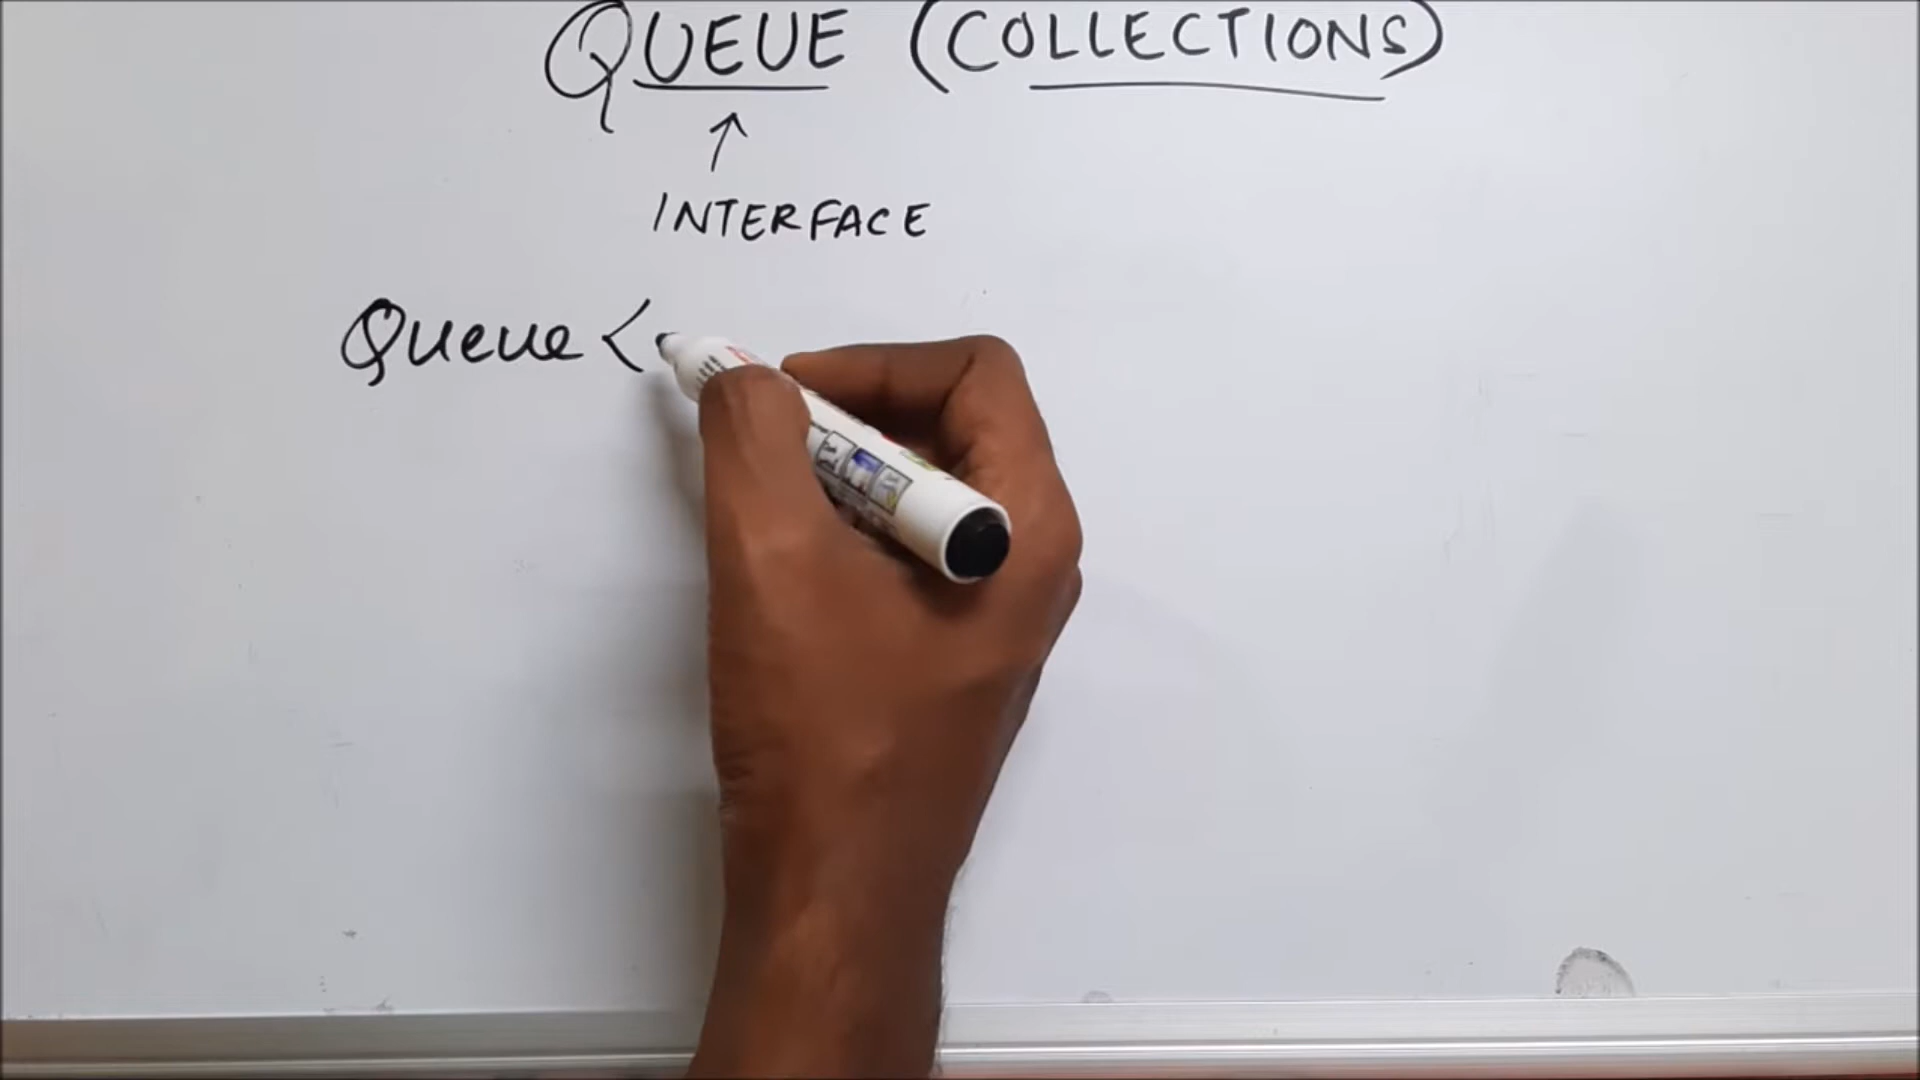 QUEUE (COLLECTIONS)
↑
INTERFACE
Queue <